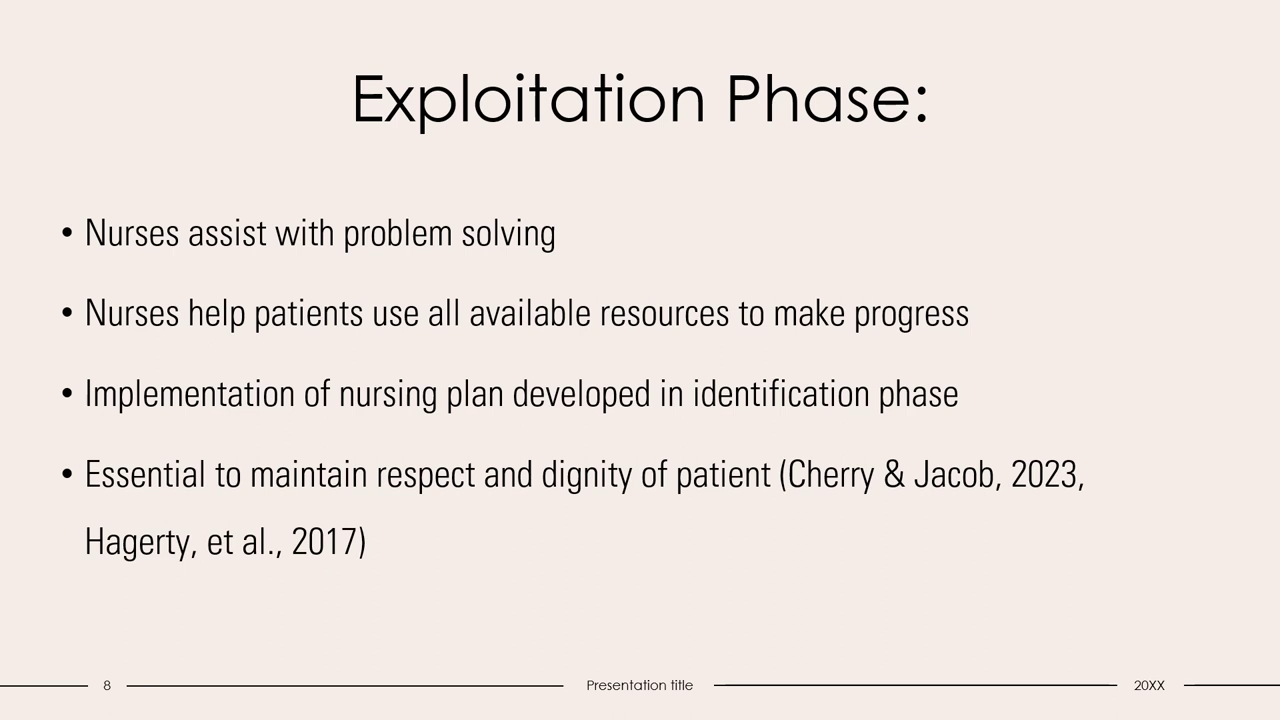 Exploitation Phase:
• Nurses assist with problem solving
• Nurses help patients use all available resources to make progress
• Implementation of nursing plan developed in identification phase
• Essential to maintain respect and dignity of patient (Cherry & Jacob, 2023,
Hagerty, et al., 2017)
8 Presentation title 20XX